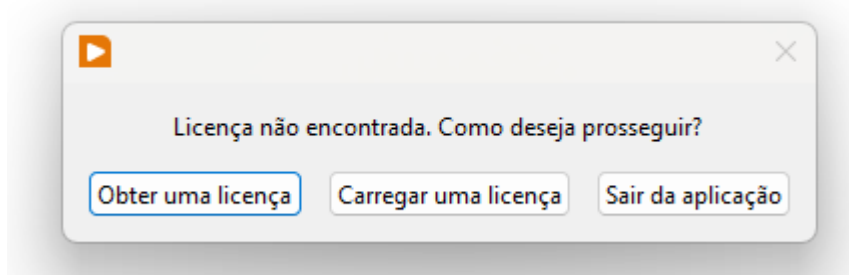 Licença não encontrada. Como deseja prosseguir?
Obter uma licença Carregar uma licença Sair da aplicação